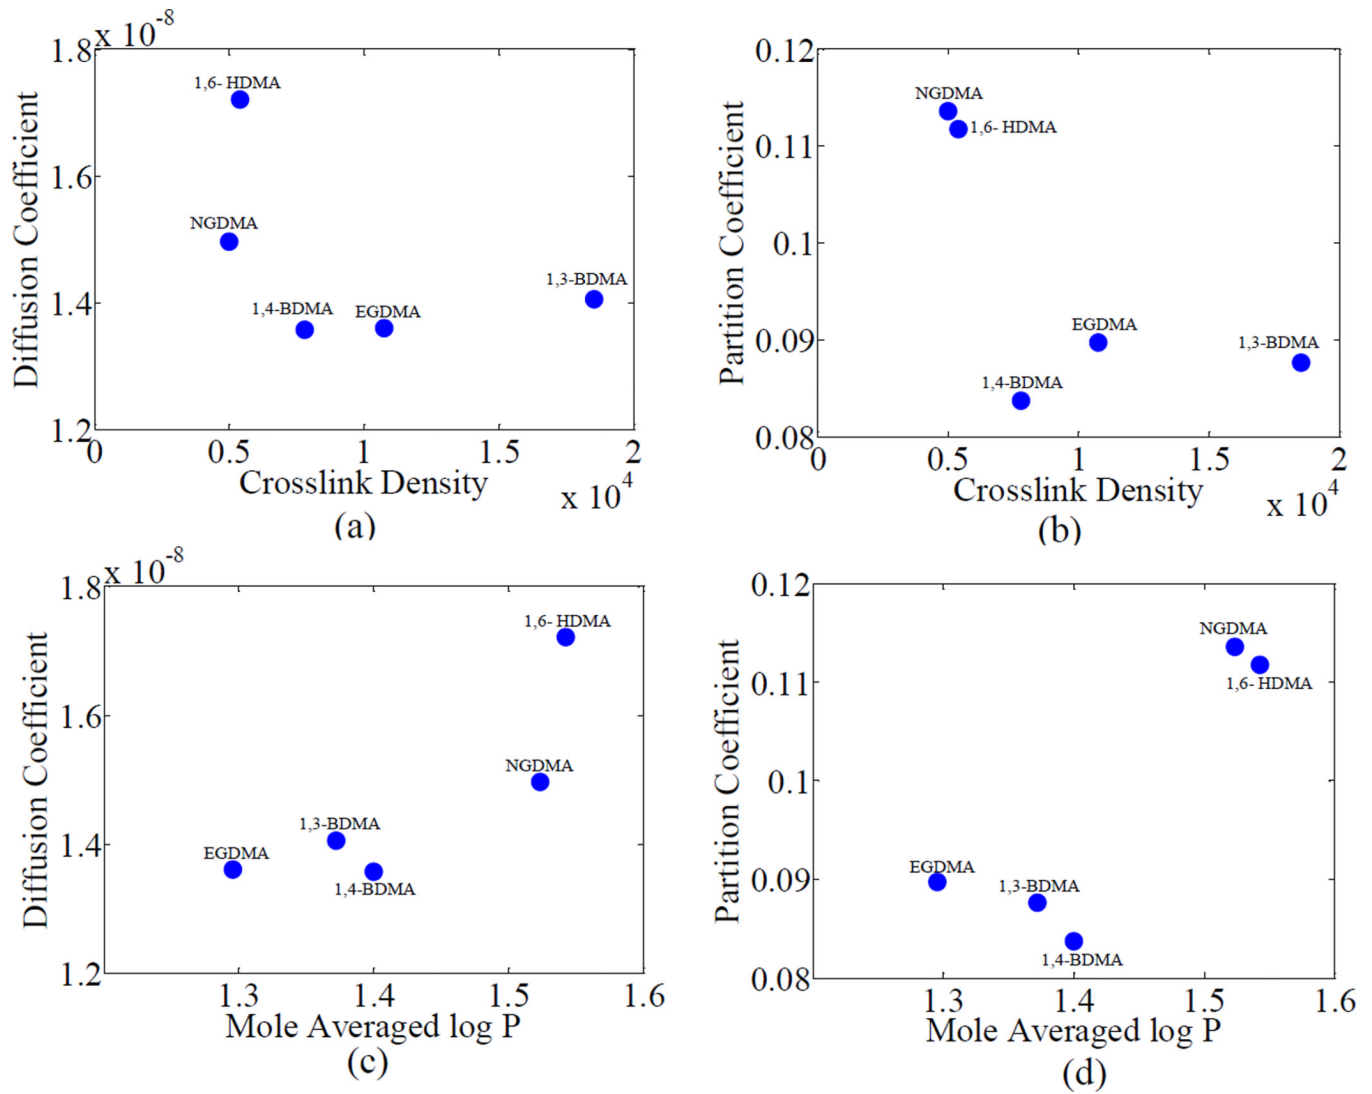 x 10^-8
1.8
1.6
1.4
1.2
Diffusion Coefficient
1,6- HDMA
NGDMA
1,4-BDMA
EGDMA
1,3-BDMA
0 0.5 1 1.5 2
Crosslink Density
x 10^4
(a)
0.12
0.11
0.1
0.09
0.08
Partition Coefficient
NGDMA
1,6- HDMA
EGDMA
1,3-BDMA
1,4-BDMA
0 0.5 1 1.5 2
Crosslink Density
x 10^4
(b)
x 10^-8
1.8
1.6
1.4
1.2
Diffusion Coefficient
1,6- HDMA
NGDMA
1,3-BDMA
EGDMA
1,4-BDMA
1.3 1.4 1.5 1.6
Mole Averaged log P
(c)
0.12
0.11
0.1
0.09
0.08
Partition Coefficient
NGDMA
1,6- HDMA
EGDMA
1,3-BDMA
1,4-BDMA
1.3 1.4 1.5 1.6
Mole Averaged log P
(d)